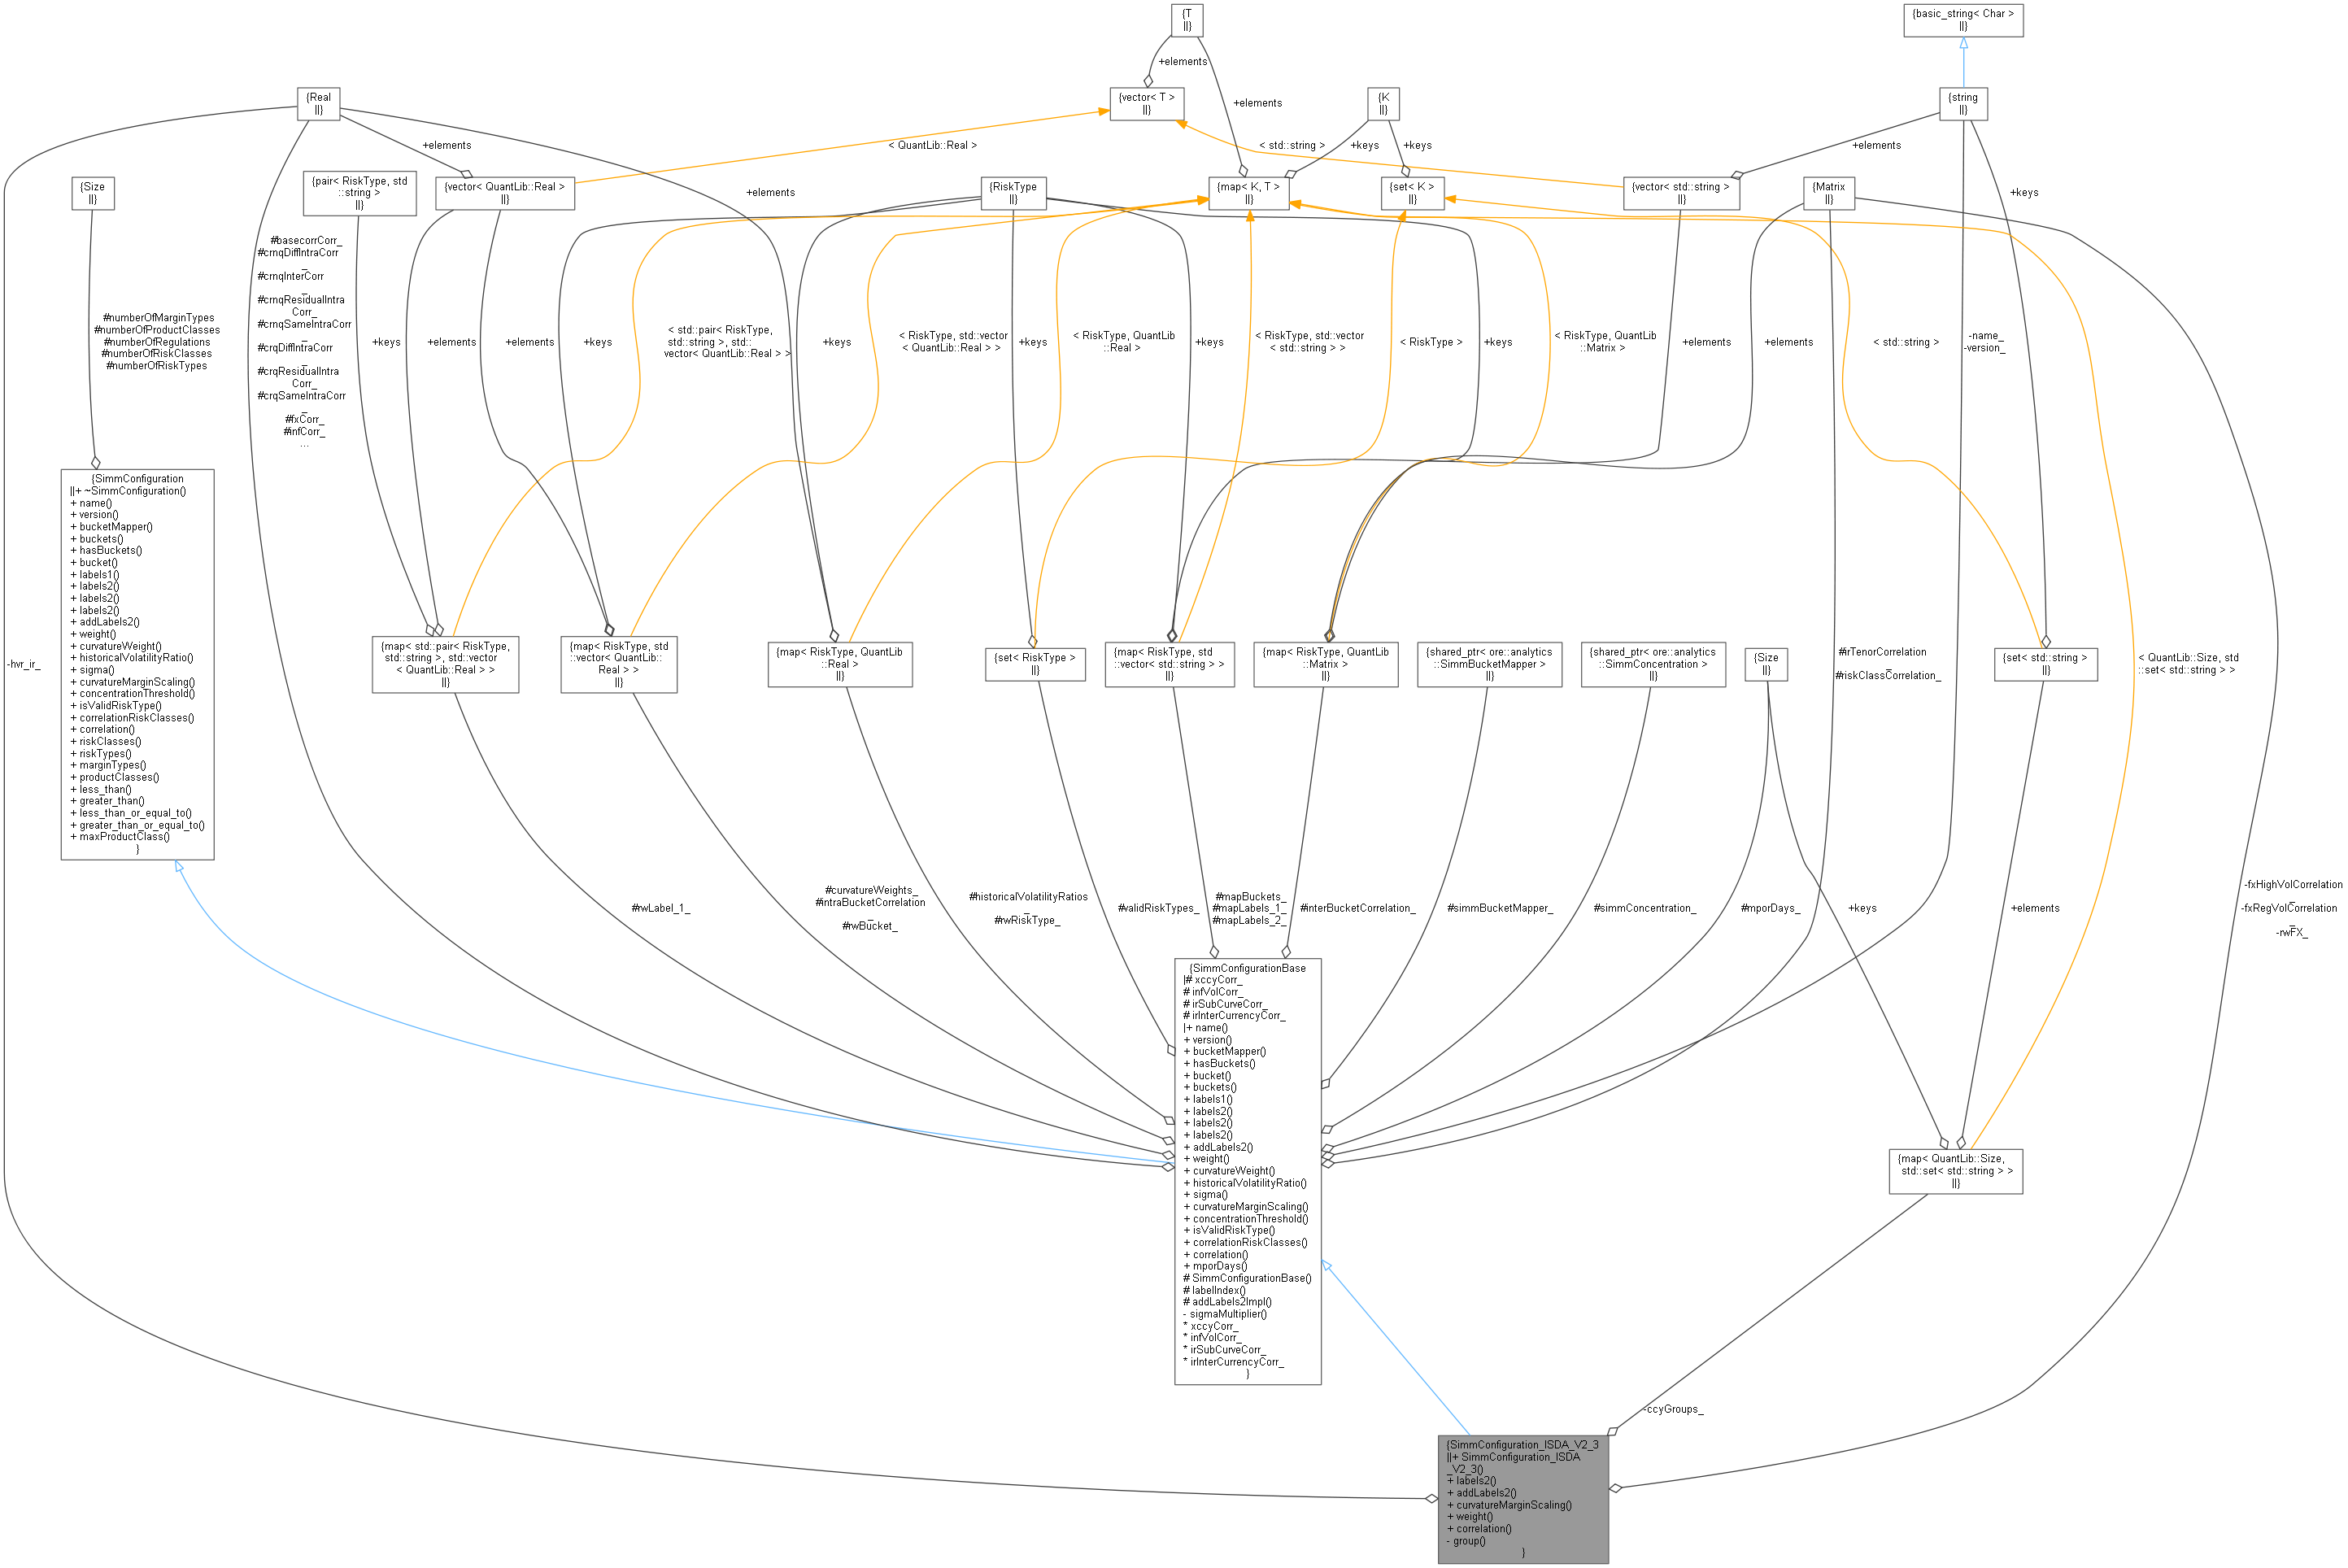 {T
||}
{basic_string< Char >
||}
+elements
{Real
||}
{vector< T >
||}
{K
||}
{string
||}
+elements
+elements
< QuantLib::Real >
< std::string >
+keys
+keys
+elements
{Size
||}
{pair< RiskType, std
::string >
||}
{vector< QuantLib::Real >
||}
+elements
{RiskType
||}
{map< K, T >
||}
{set< K >
||}
{vector< std::string >
||}
{Matrix
||}
+keys
#basecorrCorr_
#crnqDiffIntraCorr
_
#crnqInterCorr
_
#crnqResidualIntra
Corr_
#crnqSameIntraCorr
_
#crqDiffIntraCorr
_
#crqResidualIntra
Corr_
#crqSameIntraCorr
_
#fxCorr_
#infCorr_
...
#numberOfMarginTypes
#numberOfProductClasses
#numberOfRegulations
#numberOfRiskClasses
#numberOfRiskTypes
+keys
+elements
+elements
+keys
< std::pair< RiskType,
std::string >, std::
vector< QuantLib::Real > >
+keys
< RiskType, std::vector
< QuantLib::Real > >
+keys
< RiskType, QuantLib
::Real >
+keys
< RiskType, std::vector
< std::string > >
< RiskType >
+keys
< RiskType, QuantLib
::Matrix >
+elements
+elements
< std::string >
-name_
-version_
{SimmConfiguration
||+ ~SimmConfiguration()
+ name()
+ version()
+ bucketMapper()
+ buckets()
+ hasBuckets()
+ bucket()
+ labels1()
+ labels2()
+ labels2()
+ labels2()
+ addLabels2()
+ weight()
+ curvatureWeight()
+ historicalVolatilityRatio()
+ sigma()
+ curvatureMarginScaling()
+ concentrationThreshold()
+ isValidRiskType()
+ correlationRiskClasses()
+ correlation()
+ riskClasses()
+ riskTypes()
+ marginTypes()
+ productClasses()
+ less_than()
+ greater_than()
+ less_than_or_equal_to()
+ greater_than_or_equal_to()
+ maxProductClass()
}
-hvr_ir_
{map< std::pair< RiskType,
std::string >, std::vector
< QuantLib::Real > >
||}
{map< RiskType, std
::vector< QuantLib::
Real > >
||}
{map< RiskType, QuantLib
::Real >
||}
{set< RiskType >
||}
{map< RiskType, std
::vector< std::string > >
||}
{map< RiskType, QuantLib
::Matrix >
||}
{shared_ptr< ore::analytics
::SimmBucketMapper >
||}
{shared_ptr< ore::analytics
::SimmConcentration >
||}
{Size
||}
#irTenorCorrelation
_
#riskClassCorrelation_
{set< std::string >
||}
< QuantLib::Size, std
::set< std::string > >
#rwLabel_1_
#curvatureWeights_
#intraBucketCorrelation
_
#rwBucket_
#historicalVolatilityRatios
_
#rwRiskType_
#validRiskTypes_
#mapBuckets_
#mapLabels_1_
#mapLabels_2_
#interBucketCorrelation_
#simmBucketMapper_
#simmConcentration_
#mporDays_
+keys
+elements
-fxHighVolCorrelation
_
-fxRegVolCorrelation
_
-rwFX_
{SimmConfigurationBase
|# xccyCorr_
# infVolCorr_
# irSubCurveCorr_
# irInterCurrencyCorr_
|+ name()
+ version()
+ bucketMapper()
+ hasBuckets()
+ bucket()
+ buckets()
+ labels1()
+ labels2()
+ labels2()
+ labels2()
+ addLabels2()
+ weight()
+ curvatureWeight()
+ historicalVolatilityRatio()
+ sigma()
+ curvatureMarginScaling()
+ concentrationThreshold()
+ isValidRiskType()
+ correlationRiskClasses()
+ correlation()
+ mporDays()
# SimmConfigurationBase()
# labelIndex()
# addLabels2Impl()
- sigmaMultiplier()
* xccyCorr_
* infVolCorr_
* irSubCurveCorr_
* irInterCurrencyCorr_
}
{map< QuantLib::Size,
std::set< std::string > >
||}
-ccyGroups_
{SimmConfiguration_ISDA_V2_3
||+ SimmConfiguration_ISDA
_V2_3()
+ labels2()
+ addLabels2()
+ curvatureMarginScaling()
+ weight()
+ correlation()
- group()
}